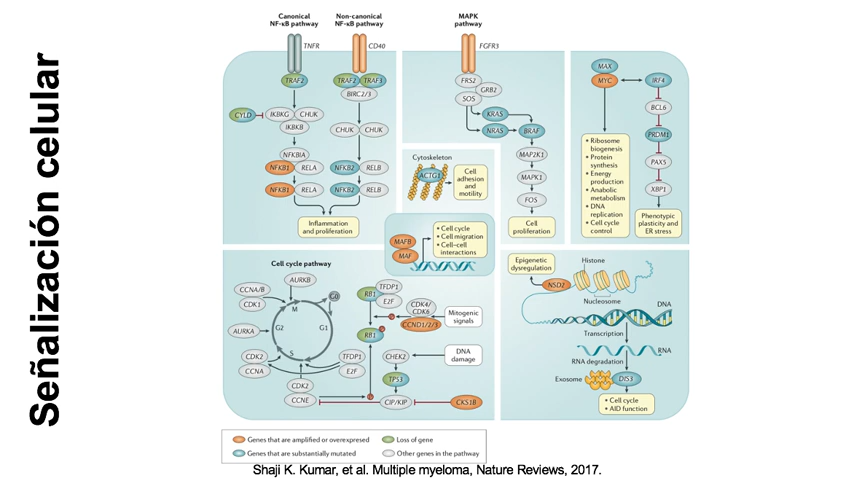 Señalización celular
Canonical
NF-κB pathway
Non-canonical
NF-κB pathway
MAPK
pathway
TNFR
CD40
FGFR3
TRAF2
TRAF2
TRAF3
BIRC2/3
CYLD
IKBKG
CHUK
IKBKB
CHUK
CHUK
NFKBIA
NFKB1
RELA
NFKB2
RELB
NFKB1
RELA
NFKB2
RELB
Inflammation
and proliferation
FRS2
GRB2
SOS
KRAS
NRAS
BRAF
MAP2K1
MAPK1
FOS
Cell
proliferation
Cytoskeleton
ACTG1
Cell
adhesion
and
motility
MAFB
MAF
• Cell cycle
• Cell migration
• Cell–cell
interactions
MAX
MYC
IRF4
BCL6
PRDM1
PAX5
XBP1
• Ribosome
biogenesis
• Protein
synthesis
• Energy
production
• Anabolic
metabolism
• DNA
replication
• Cell cycle
control
Phenotypic
plasticity and
ER stress
Cell cycle pathway
CCNA/B
CDK1
AURKB
AURKA
M
G0
G1
G2
S
CDK2
CCNA
TFDP1
E2F
CDK2
CCNE
RB1
TFDP1
E2F
CDK4/
CDK6
CCND1/2/3
Mitogenic
signals
P
RB1
DNA
damage
CHEK2
TP53
P
CIP/KIP
CKS1B
Epigenetic
dysregulation
Histone
NSD2
Nucleosome
DNA
Transcription
RNA
RNA degradation
Exosome
DIS3
• Cell cycle
• AID function
Genes that are amplified or overexpresed
Loss of gene
Genes that are substantially mutated
Other genes in the pathway
Shaji K. Kumar, et al. Multiple myeloma, Nature Reviews, 2017.